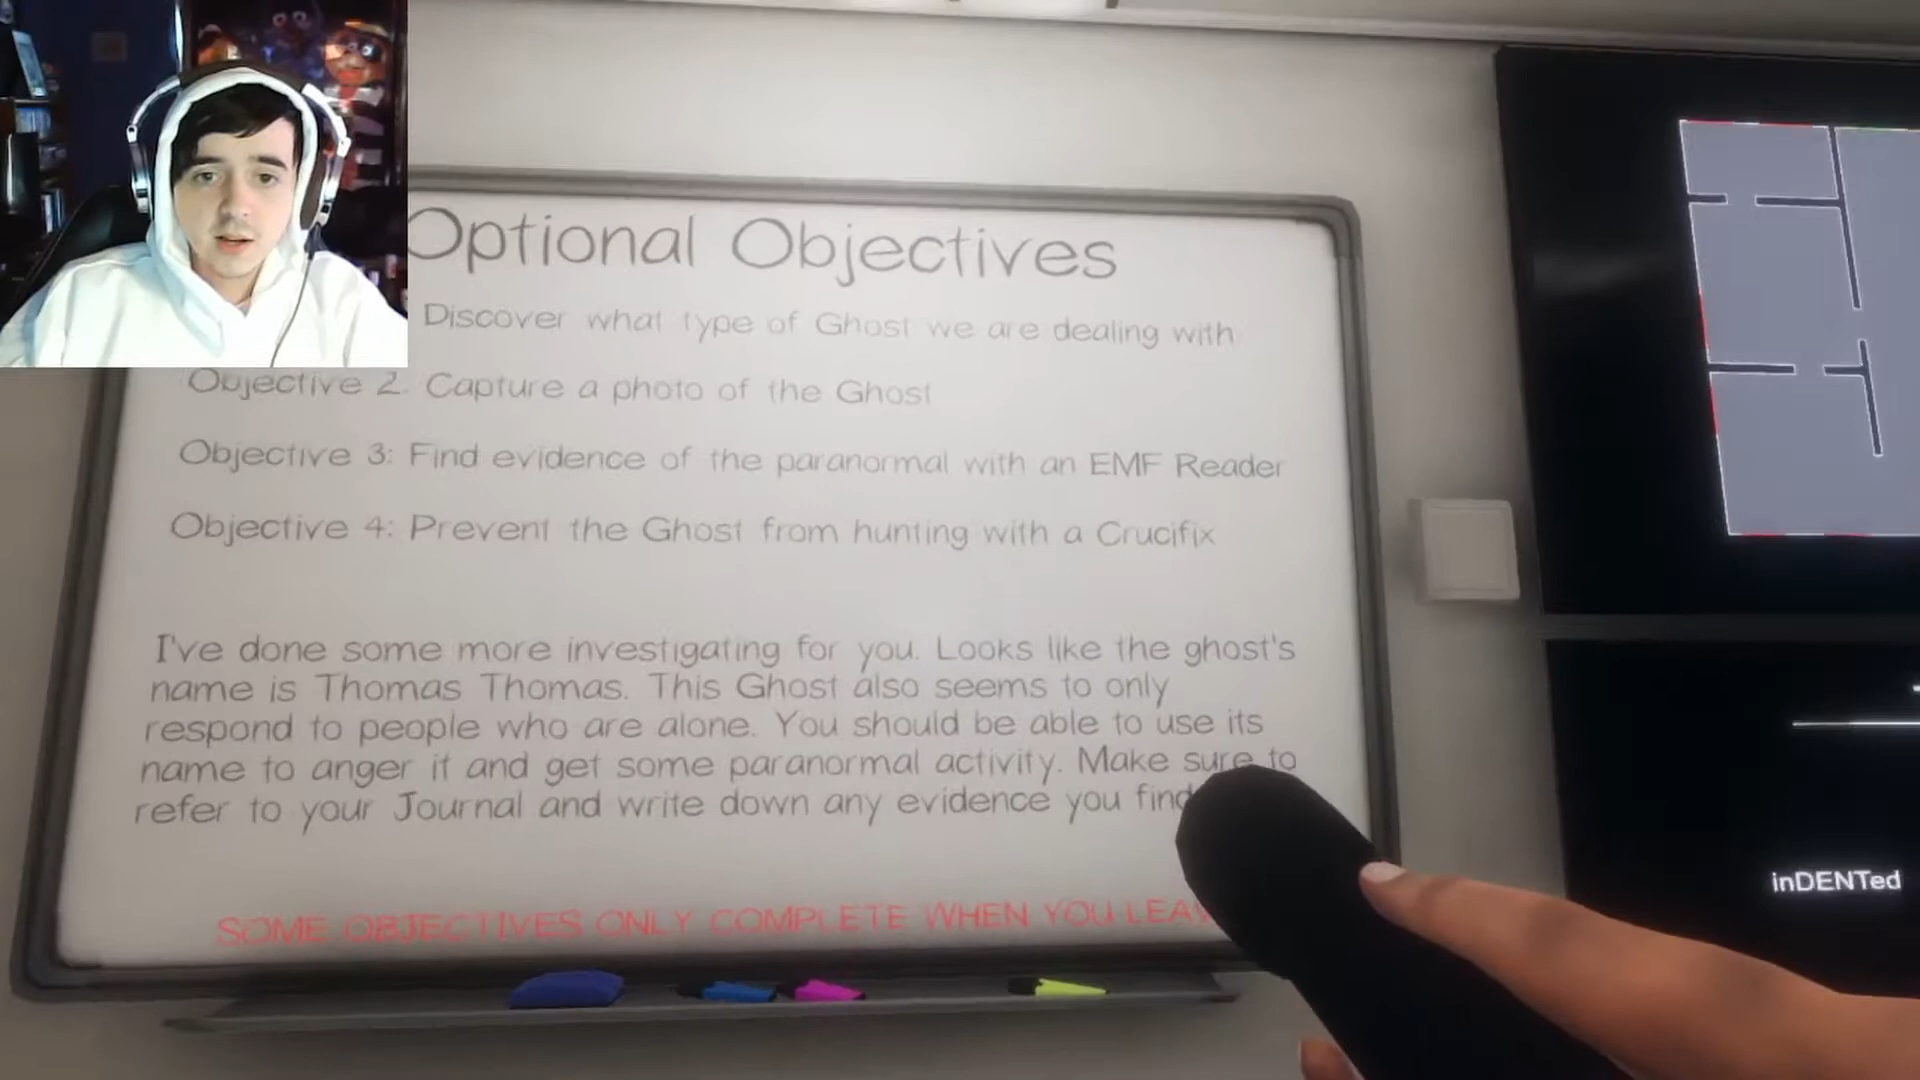 Optional Objectives
Discover what type of Ghost we are dealing with
Objective 2: Capture a photo of the Ghost
Objective 3: Find evidence of the paranormal with an EMF Reader
Objective 4: Prevent the Ghost from hunting with a Crucifix
I've done some more investigating for you. Looks like the ghost's
name is Thomas Thomas. This Ghost also seems to only
respond to people who are alone. You should be able to use its
name to anger it and get some paranormal activity. Make sure to
refer to your Journal and write down any evidence you find
SOME OBJECTIVES ONLY COMPLETE WHEN YOU
inDENTed